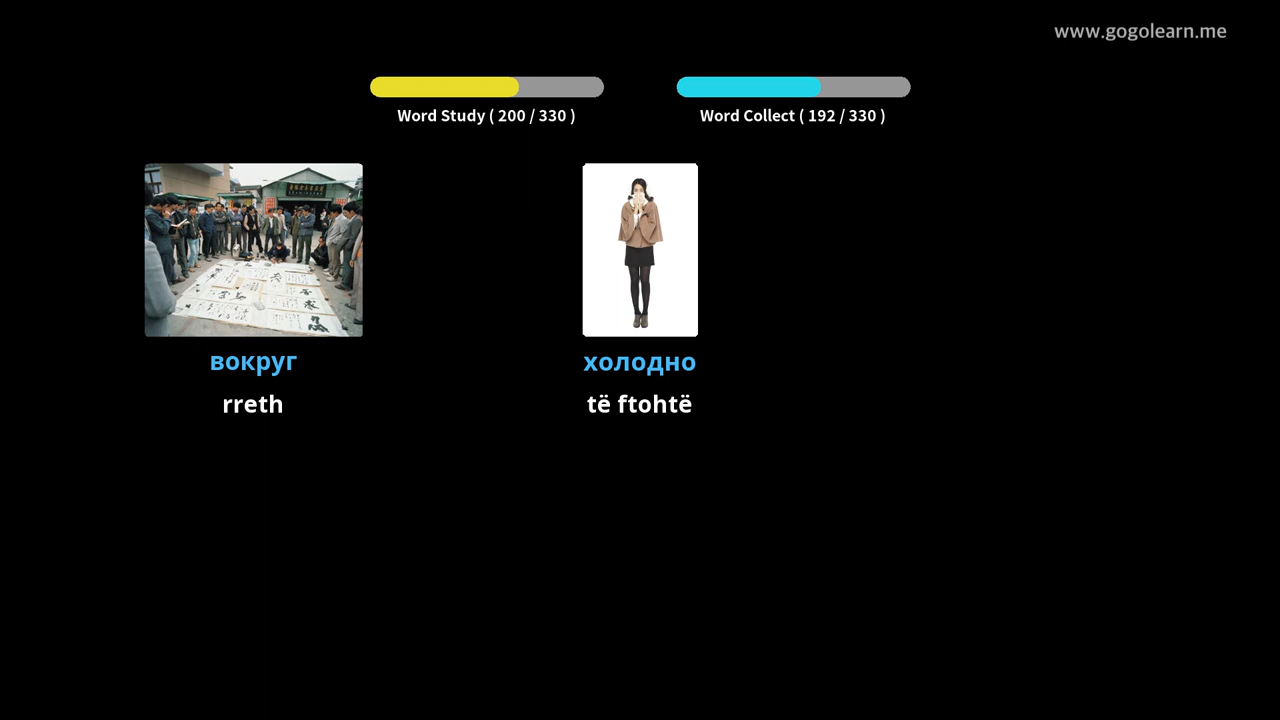 www.gogolearn.me
Word Study ( 200 / 330 )
Word Collect ( 192 / 330 )
вокруг
холодно
rreth
të ftohtë